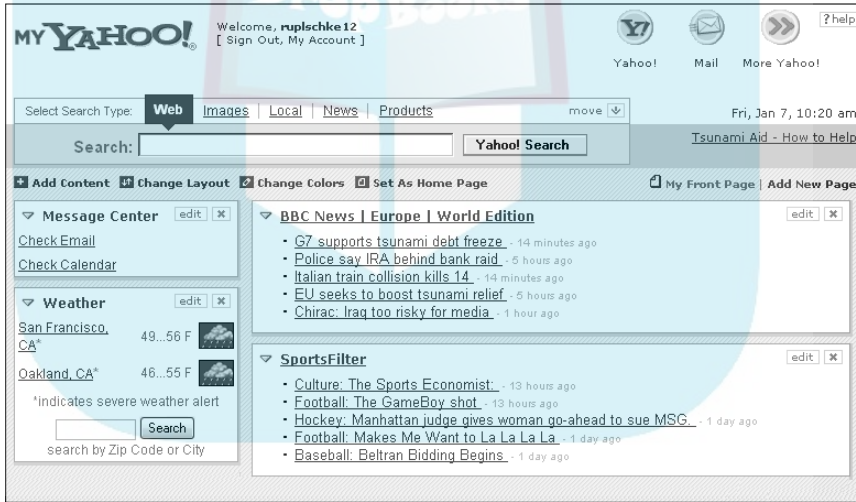 MY YAHOO!
Welcome, ruplschke12
[ Sign Out, My Account ]
Yahoo! Mail More Yahoo!
? help
Select Search Type: Web Images | Local | News | Products
move
Fri, Jan 7, 10:20 am
Search: Yahoo! Search
Tsunami Aid - How to Help
Add Content Change Layout Change Colors Set As Home Page
My Front Page | Add New Page
Message Center edit
Check Email
Check Calendar
Weather edit
San Francisco, CA* 49...56 F
Oakland, CA* 46...55 F
*indicates severe weather alert
Search
search by Zip Code or City
BBC News | Europe | World Edition edit
• G7 supports tsunami debt freeze - 14 minutes ago
• Police say IRA behind bank raid - 5 hours ago
• Italian train collision kills 14 - 14 minutes ago
• EU seeks to boost tsunami relief - 5 hours ago
• Chirac: Iraq too risky for media - 1 hour ago
SportsFilter edit
• Culture: The Sports Economist: - 13 hours ago
• Football: The GameBoy shot - 13 hours ago
• Hockey: Manhattan judge gives woman go-ahead to sue MSG. - 1 day ago
• Football: Makes Me Want to La La La La - 1 day ago
• Baseball: Beltran Bidding Begins - 1 day ago